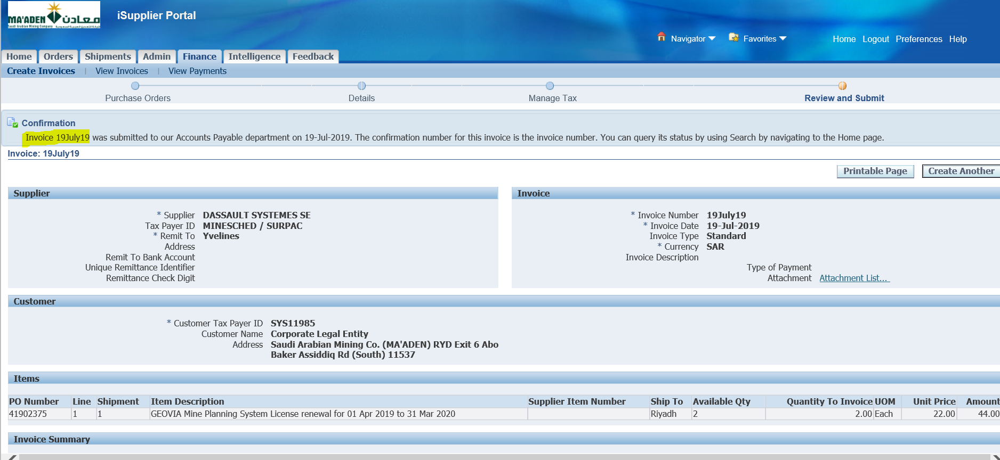 MA'ADEN معادن
Saudi Arabian Mining Company
iSupplier Portal
Navigator Favorites Home Logout Preferences Help
Home Orders Shipments Admin Finance Intelligence Feedback
Create Invoices | View Invoices | View Payments
Purchase Orders Details Manage Tax Review and Submit
Confirmation
Invoice 19July19 was submitted to our Accounts Payable department on 19-Jul-2019. The confirmation number for this invoice is the invoice number. You can query its status by using Search by navigating to the Home page.
Invoice: 19July19
Printable Page Create Another
Supplier
* Supplier DASSAULT SYSTEMES SE
Tax Payer ID MINESCHED / SURPAC
* Remit To Yvelines
Address
Remit To Bank Account
Unique Remittance Identifier
Remittance Check Digit
Invoice
* Invoice Number 19July19
* Invoice Date 19-Jul-2019
Invoice Type Standard
* Currency SAR
Invoice Description
Type of Payment
Attachment Attachment List...
Customer
* Customer Tax Payer ID SYS11985
Customer Name Corporate Legal Entity
Address Saudi Arabian Mining Co. (MA'ADEN) RYD Exit 6 Abo
Baker Assiddiq Rd (South) 11537
Items
PO Number Line Shipment Item Description Supplier Item Number Ship To Available Qty Quantity To Invoice UOM Unit Price Amount
41902375 1 1 GEOVIA Mine Planning System License renewal for 01 Apr 2019 to 31 Mar 2020 Riyadh 2 2.00 Each 22.00 44.00
Invoice Summary